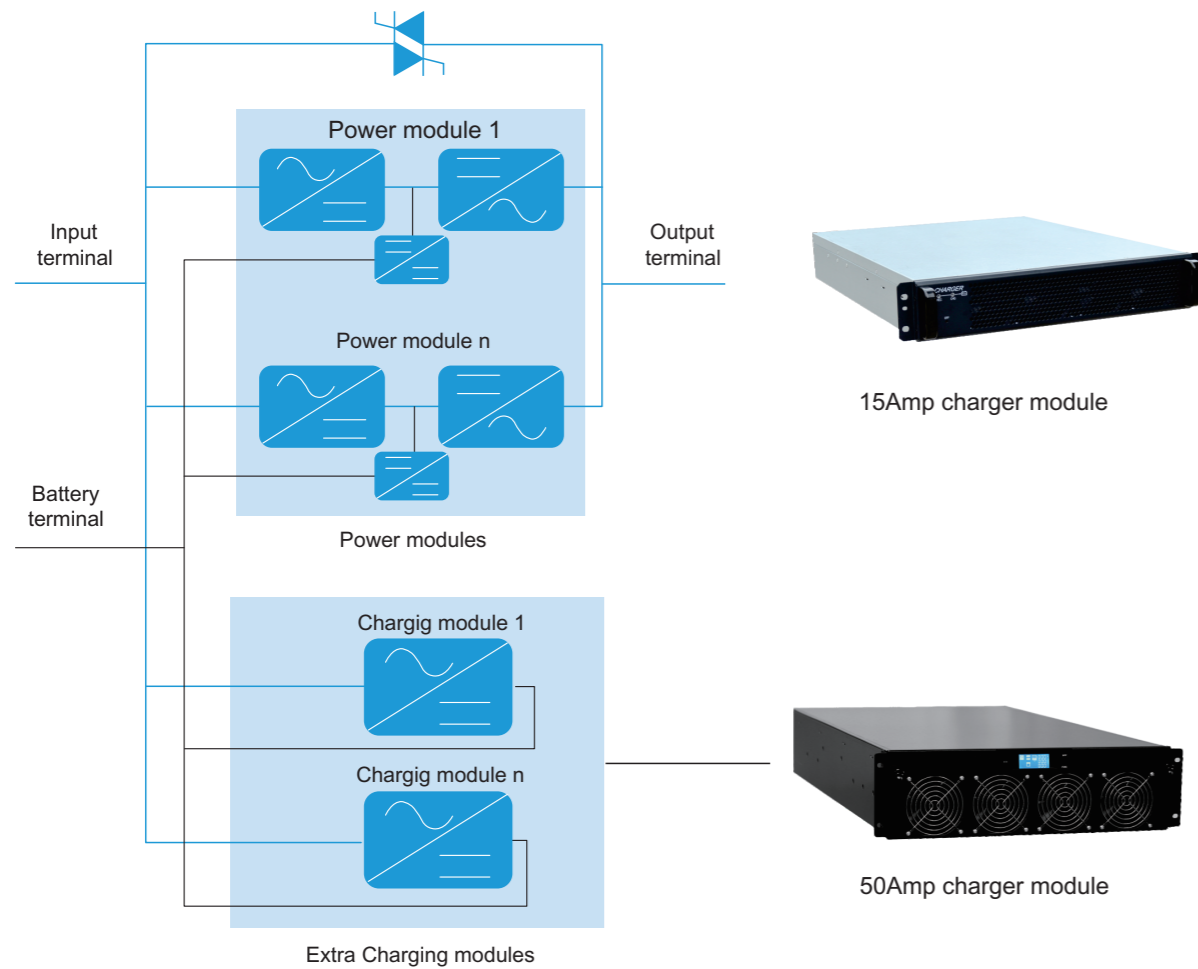 Power module 1
Input
terminal
Output
terminal
CHARGER
Power module n
15Amp charger module
Battery
terminal
Power modules
Chargig module 1
Chargig module n
50Amp charger module
Extra Charging modules